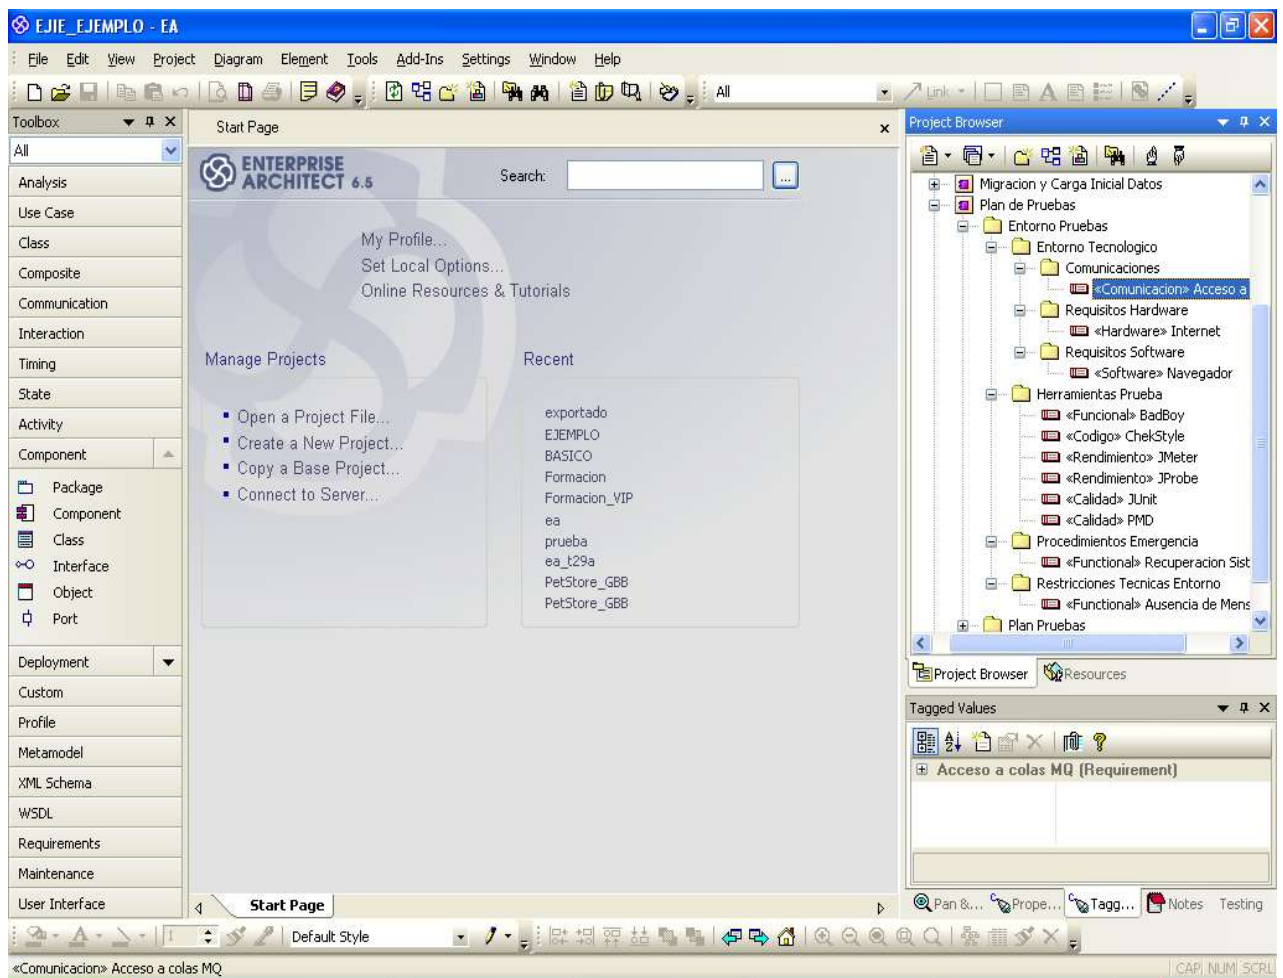 EJIE_EJEMPLO - EA
File Edit View Project Diagram Element Tools Add-Ins Settings Window Help
All
Link
Toolbox
All
Analysis
Use Case
Class
Composite
Communication
Interaction
Timing
State
Activity
Component
Package
Component
Class
Interface
Object
Port
Deployment
Custom
Profile
Metamodel
XML Schema
WSDL
Requirements
Maintenance
User Interface
Start Page
ENTERPRISE
ARCHITECT 6.5
Search:
...
My Profile...
Set Local Options...
Online Resources & Tutorials
Manage Projects
Open a Project File...
Create a New Project...
Copy a Base Project...
Connect to Server...
Recent
exportado
EJEMPLO
BASICO
Formacion
Formacion_VIP
ea
prueba
ea_t29a
PetStore_GBB
PetStore_GBB
Start Page
Project Browser
Migracion y Carga Inicial Datos
Plan de Pruebas
Entorno Pruebas
Entorno Tecnologico
Comunicaciones
«Comunicacion» Acceso a
Requisitos Hardware
«Hardware» Internet
Requisitos Software
«Software» Navegador
Herramientas Prueba
«Funcional» BadBoy
«Codigo» ChekStyle
«Rendimiento» JMeter
«Rendimiento» JProbe
«Calidad» JUnit
«Calidad» PMD
Procedimientos Emergencia
«Functional» Recuperacion Sist
Restricciones Tecnicas Entorno
«Functional» Ausencia de Mens
Plan Pruebas
Project Browser Resources
Tagged Values
Acceso a colas MQ (Requirement)
Pan &... Prope... Tagg... Notes Testing
1 Default Style
«Comunicacion» Acceso a colas MQ
CAP NUM SCRL